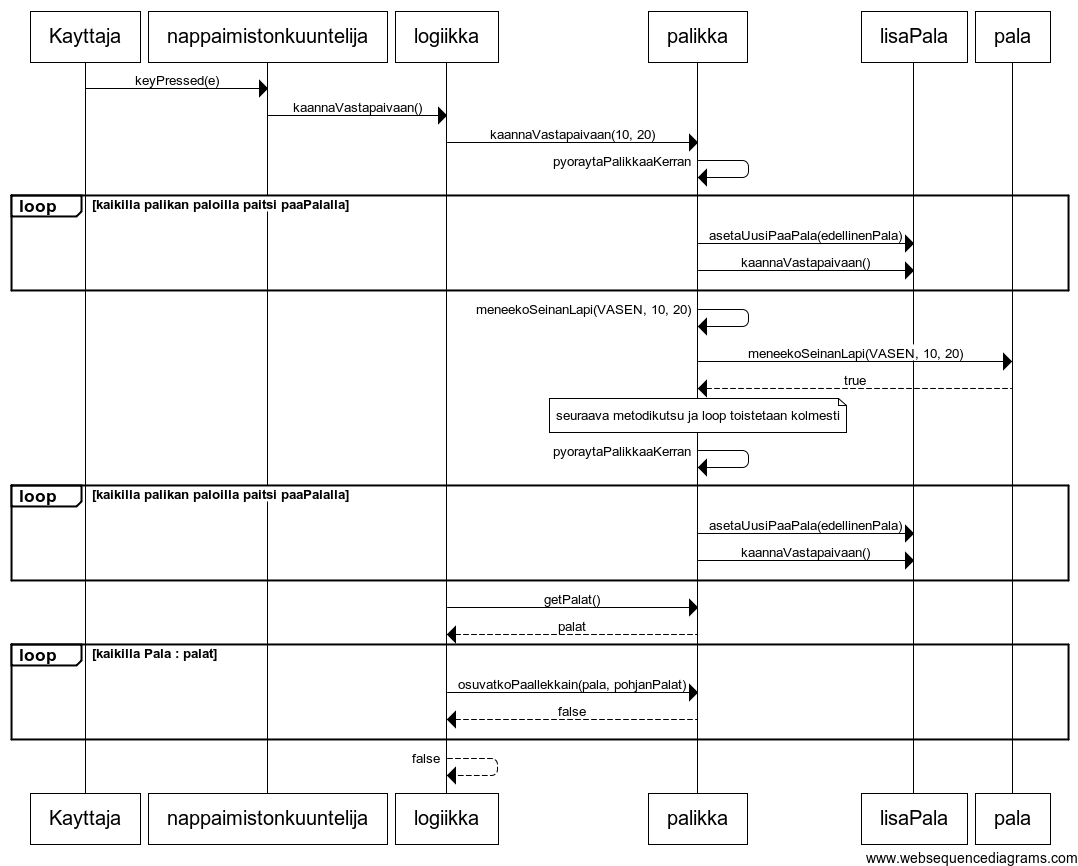 Kayttaja nappaimistonkuuntelija logiikka palikka lisaPala pala
keyPressed(e)
kaannaVastapaivaan()
kaannaVastapaivaan(10, 20)
pyoraytaPalikkaaKerran
loop [kaikilla palikan paloilla paitsi paaPalalla]
asetaUusiPaaPala(edellinenPala)
kaannaVastapaivaan()
meneekoSeinanLapi(VASEN, 10, 20)
meneekoSeinanLapi(VASEN, 10, 20)
true
seuraava metodikutsu ja loop toistetaan kolmesti
pyoraytaPalikkaaKerran
loop [kaikilla palikan paloilla paitsi paaPalalla]
asetaUusiPaaPala(edellinenPala)
kaannaVastapaivaan()
getPalat()
palat
loop [kaikilla Pala : palat]
osuvatkoPaallekkain(pala, pohjanPalat)
false
false
Kayttaja nappaimistonkuuntelija logiikka palikka lisaPala pala
www.websequencediagrams.com